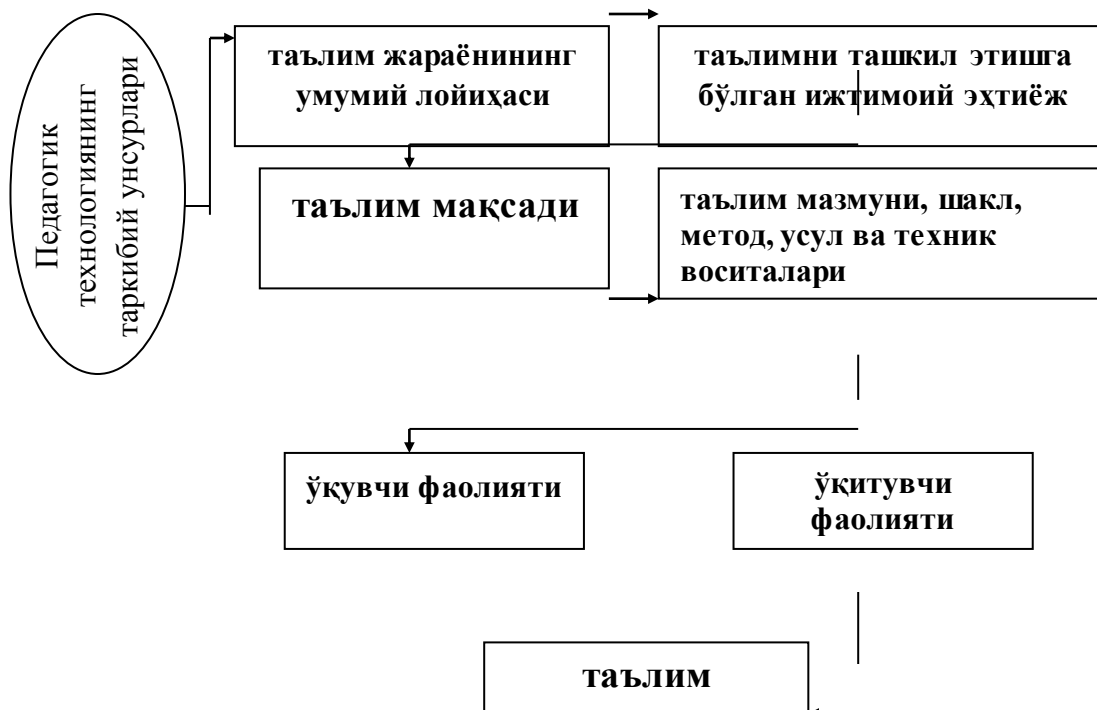 Педагогик
технологиянинг
таркибий унсурлари
таълим жараёнининг
умумий лойиҳаси
таълимни ташкил этишга
бўлган ижтимоий эҳтиёж
таълим мақсади
таълим мазмуни, шакл,
метод, усул ва техник
воситалари
ўқувчи фаолияти
ўқитувчи
фаолияти
таълим